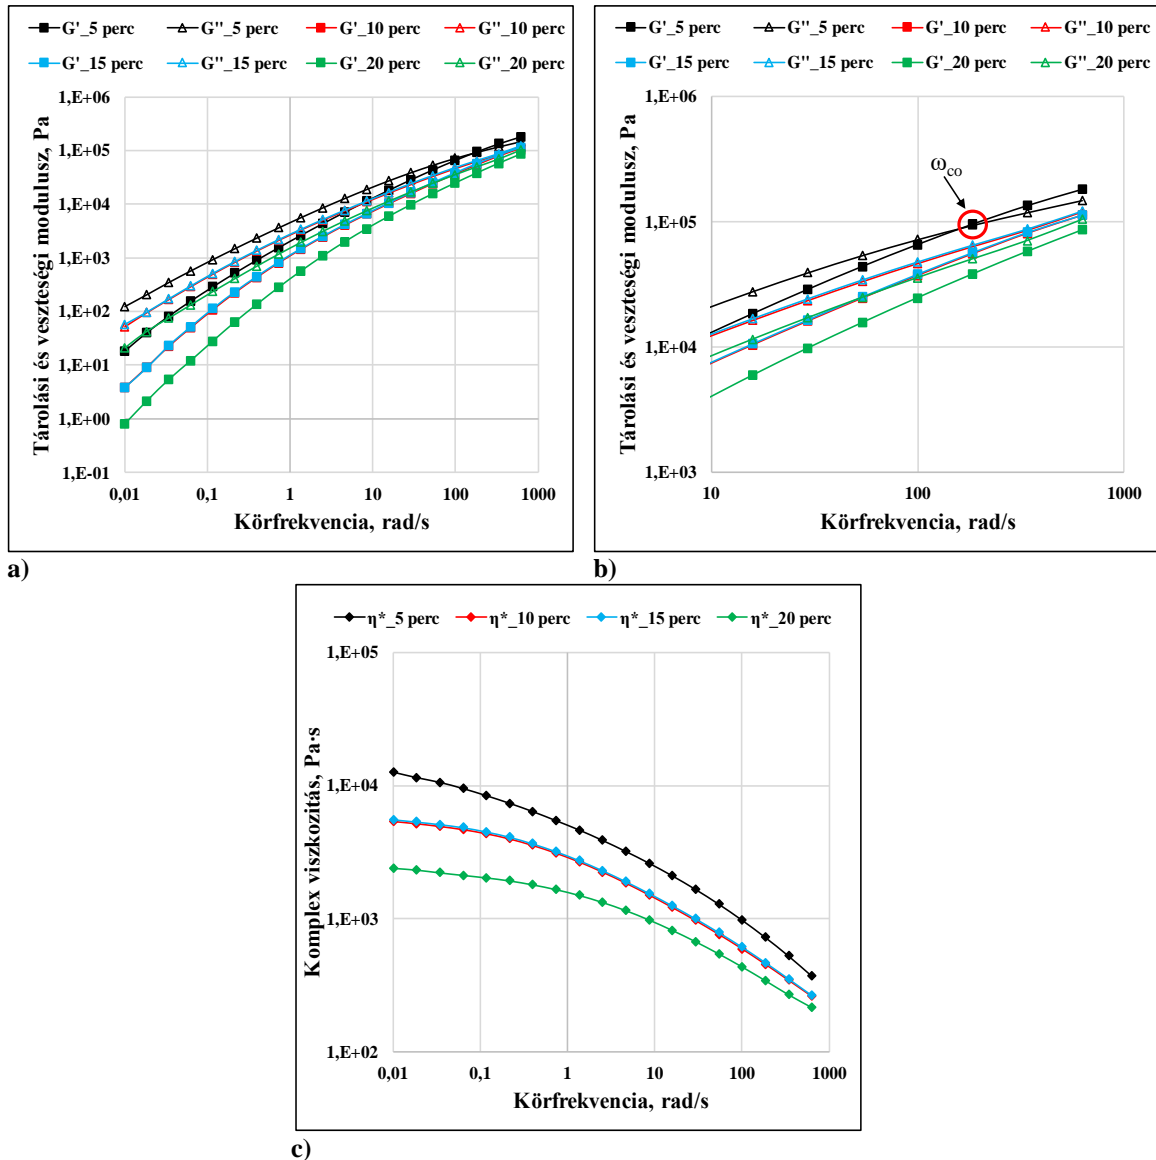 G'_5 perc G"_5 perc G'_10 perc G"_10 perc
G'_15 perc G"_15 perc G'_20 perc G"_20 perc
1,E+06
1,E+05
1,E+04
1,E+03
1,E+02
1,E+01
1,E+00
1,E-01
Tárolási és veszteségi modulusz, Pa
0,01 0,1 1 10 100 1000
Körfrekvencia, rad/s
a)
G'_5 perc G"_5 perc G'_10 perc G"_10 perc
G'_15 perc G"_15 perc G'_20 perc G"_20 perc
1,E+06
1,E+05
1,E+04
1,E+03
Tárolási és veszteségi modulusz, Pa
ωco
10 100 1000
Körfrekvencia, rad/s
b)
η*_5 perc η*_10 perc η*_15 perc η*_20 perc
1,E+05
1,E+04
1,E+03
1,E+02
Komplex viszkozitás, Pa·s
0,01 0,1 1 10 100 1000
Körfrekvencia, rad/s
c)